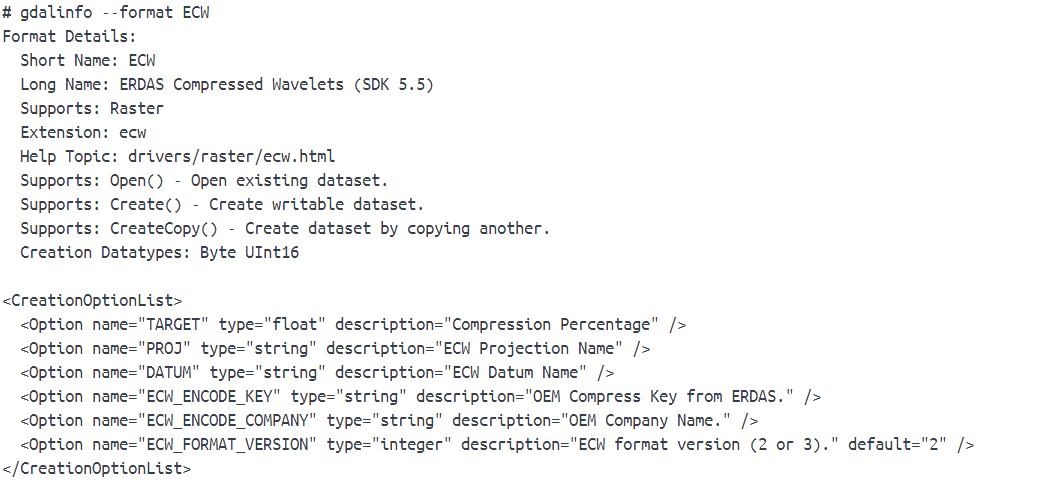 # gdalinfo --format ECW
Format Details:
  Short Name: ECW
  Long Name: ERDAS Compressed Wavelets (SDK 5.5)
  Supports: Raster
  Extension: ecw
  Help Topic: drivers/raster/ecw.html
  Supports: Open() - Open existing dataset.
  Supports: Create() - Create writable dataset.
  Supports: CreateCopy() - Create dataset by copying another.
  Creation Datatypes: Byte UInt16

<CreationOptionList>
  <Option name="TARGET" type="float" description="Compression Percentage" />
  <Option name="PROJ" type="string" description="ECW Projection Name" />
  <Option name="DATUM" type="string" description="ECW Datum Name" />
  <Option name="ECW_ENCODE_KEY" type="string" description="OEM Compress Key from ERDAS." />
  <Option name="ECW_ENCODE_COMPANY" type="string" description="OEM Company Name." />
  <Option name="ECW_FORMAT_VERSION" type="integer" description="ECW format version (2 or 3)." default="2" />
</CreationOptionList>